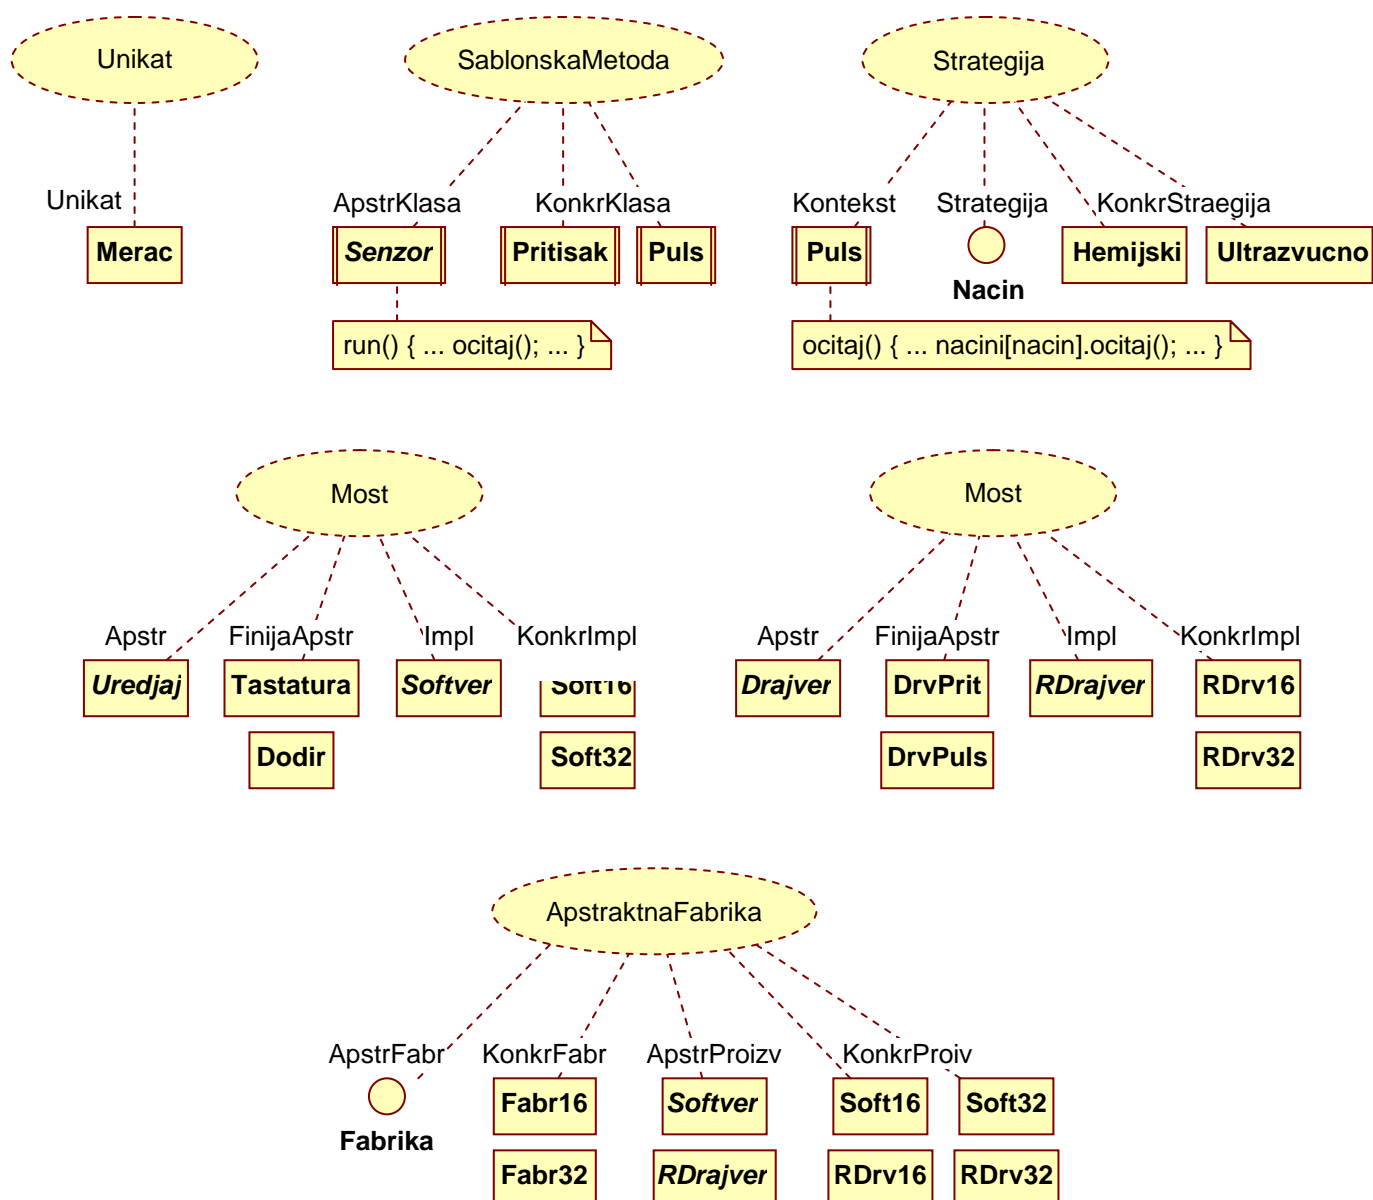 Unikat
SablonskaMetoda
Strategija
Unikat
ApstrKlasa
KonkrKlasa
Kontekst
Strategija
KonkrStraegija
Merac
Senzor
Pritisak
Puls
Puls
Nacin
Hemijski
Ultrazvucno
run() { ... ocitaj(); ... }
ocitaj() { ... nacini[nacin].ocitaj(); ... }
Most
Most
Apstr
FinijaApstr
Impl
KonkrImpl
Apstr
FinijaApstr
Impl
KonkrImpl
Uredjaj
Tastatura
Softver
Soft16
Drajver
DrvPrit
RDrajver
RDrv16
Dodir
Soft32
DrvPuls
RDrv32
ApstraktnaFabrika
ApstrFabr
KonkrFabr
ApstrProizv
KonkrProiv
Fabrika
Fabr16
Softver
Soft16
Soft32
Fabr32
RDrajver
RDrv16
RDrv32